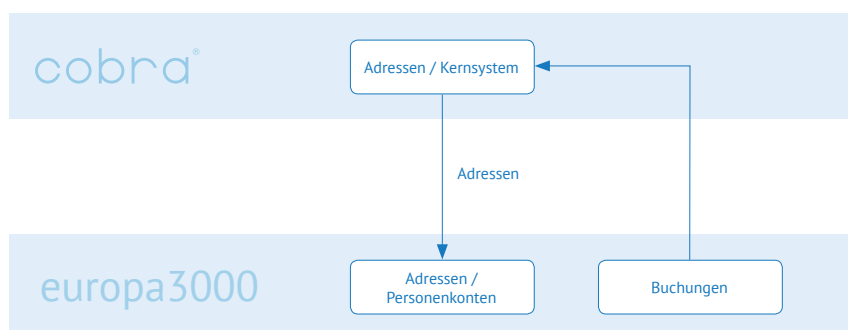 cobra®
Adressen / Kernsystem
Adressen
europa3000
Adressen /
Personenkonten
Buchungen